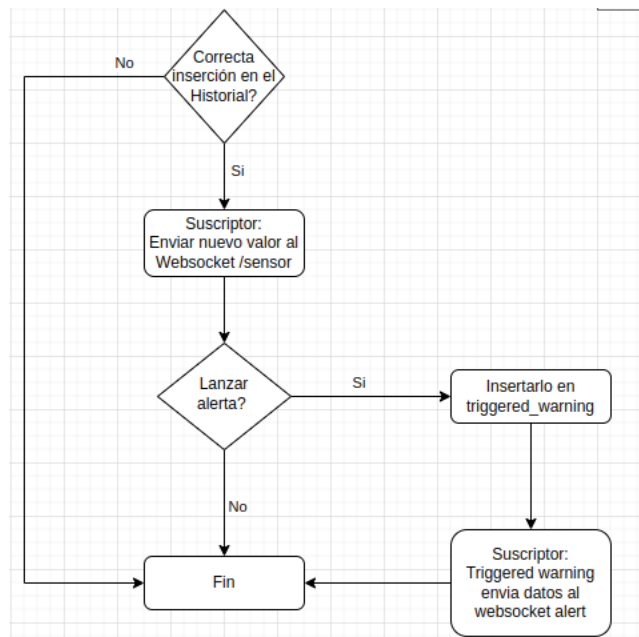 Correcta
inserción en el
Historial?
No
Si
Suscriptor:
Enviar nuevo valor al
Websocket /sensor
Lanzar
alerta?
Si
Insertarlo en
triggered_warning
No
Fin
Suscriptor:
Triggered warning
envia datos al
websocket alert